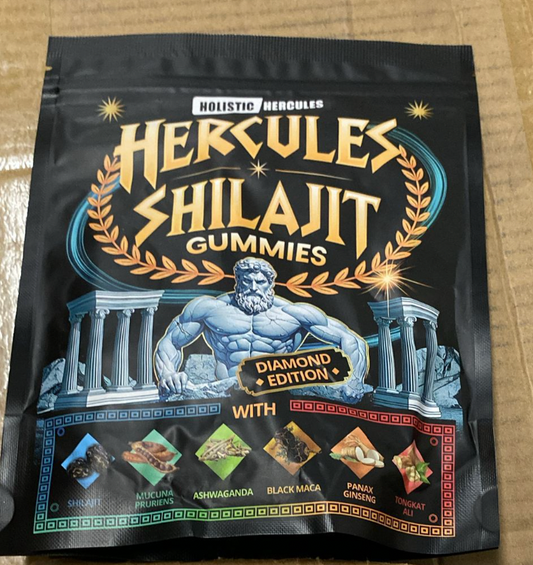 HOLISTIC HERCULES
HERCULES
SHILAJIT
GUMMIES
DIAMOND
EDITION
WITH
SHILAJIT
MUCUNA
PRURIENS
ASHWAGANDA
BLACK MACA
PANAX
GINSENG
TONGKAT
ALI